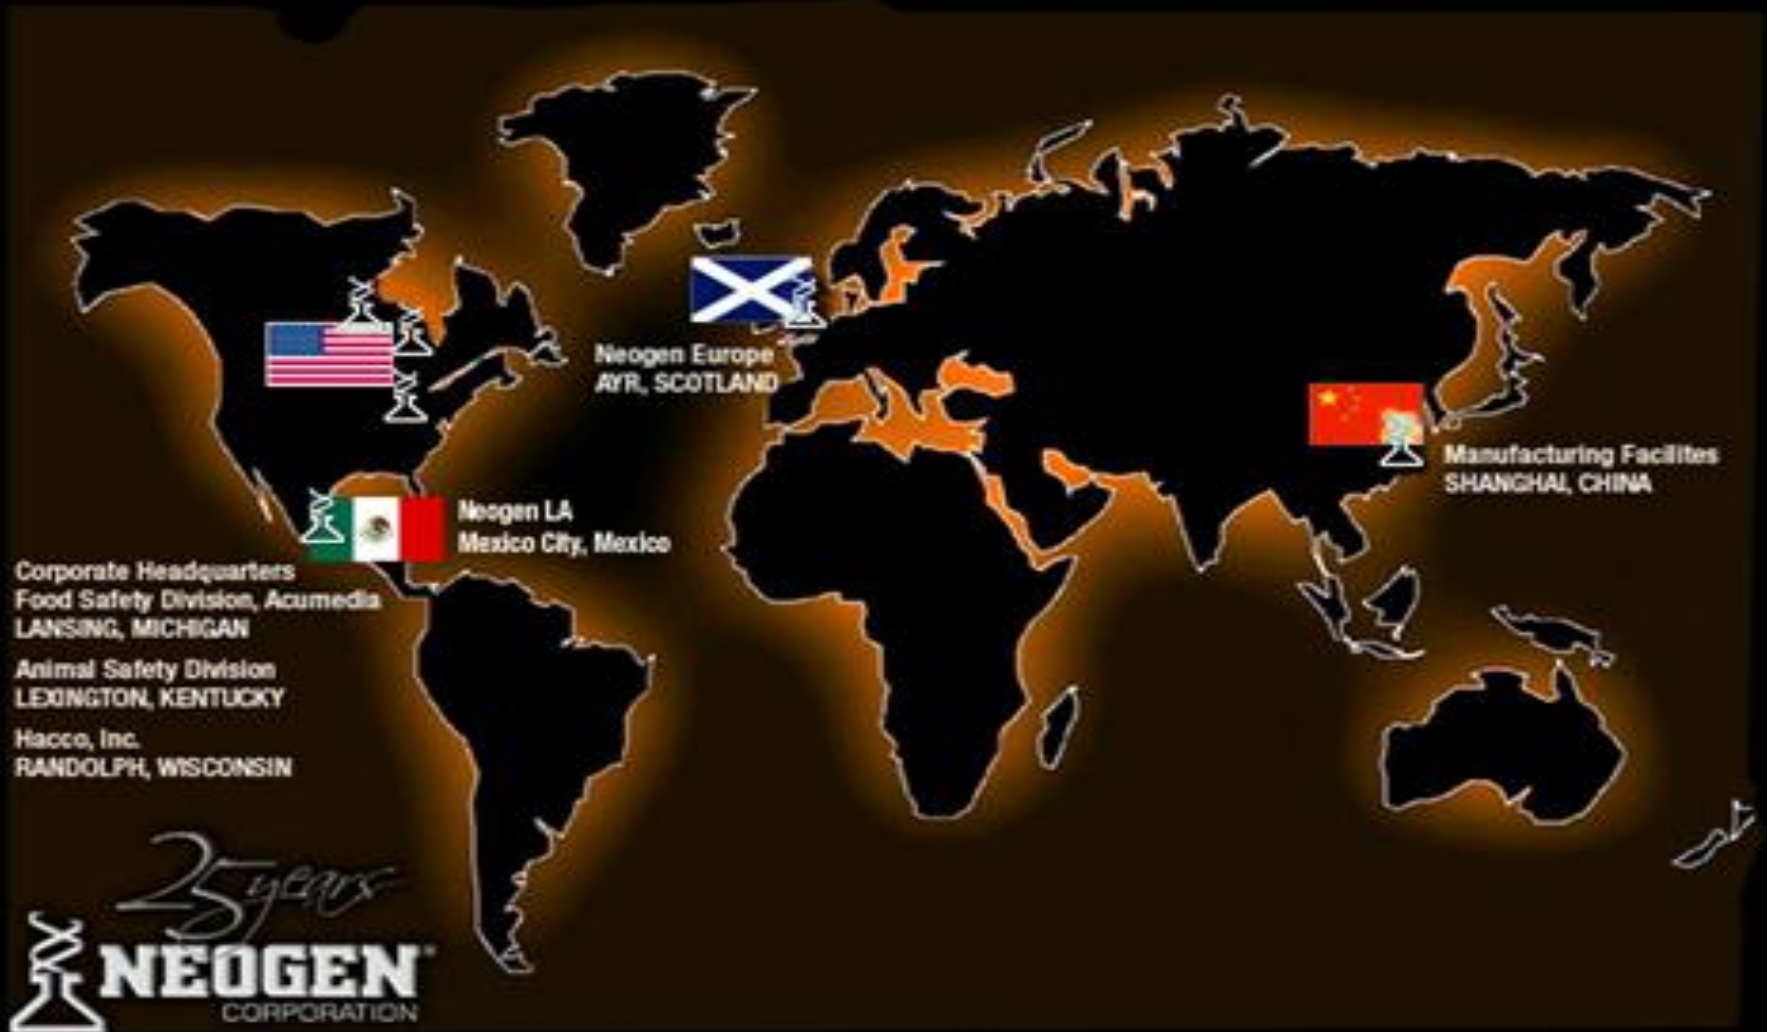 Neogen Europe
AYR, SCOTLAND
Manufacturing Facilites
SHANGHAI, CHINA
Neogen LA
Mexico City, Mexico
Corporate Headquarters
Food Safety Division, Acumedia
LANSING, MICHIGAN
Animal Safety Division
LEXINGTON, KENTUCKY
Hacco, Inc.
RANDOLPH, WISCONSIN
25 years
NEOGEN
CORPORATION